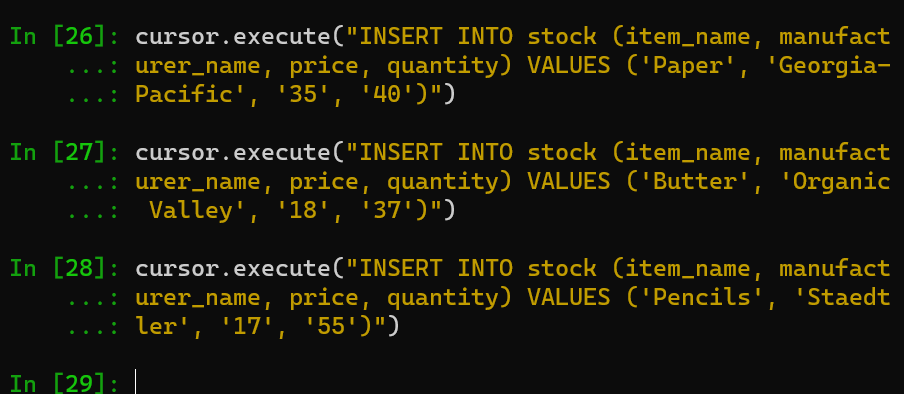 In [26]: cursor.execute("INSERT INTO stock (item_name, manufact
...: urer_name, price, quantity) VALUES ('Paper', 'Georgia-
...: Pacific', '35', '40')")
In [27]: cursor.execute("INSERT INTO stock (item_name, manufact
...: urer_name, price, quantity) VALUES ('Butter', 'Organic
...:  Valley', '18', '37')")
In [28]: cursor.execute("INSERT INTO stock (item_name, manufact
...: urer_name, price, quantity) VALUES ('Pencils', 'Staedt
...: ler', '17', '55')")
In [29]: